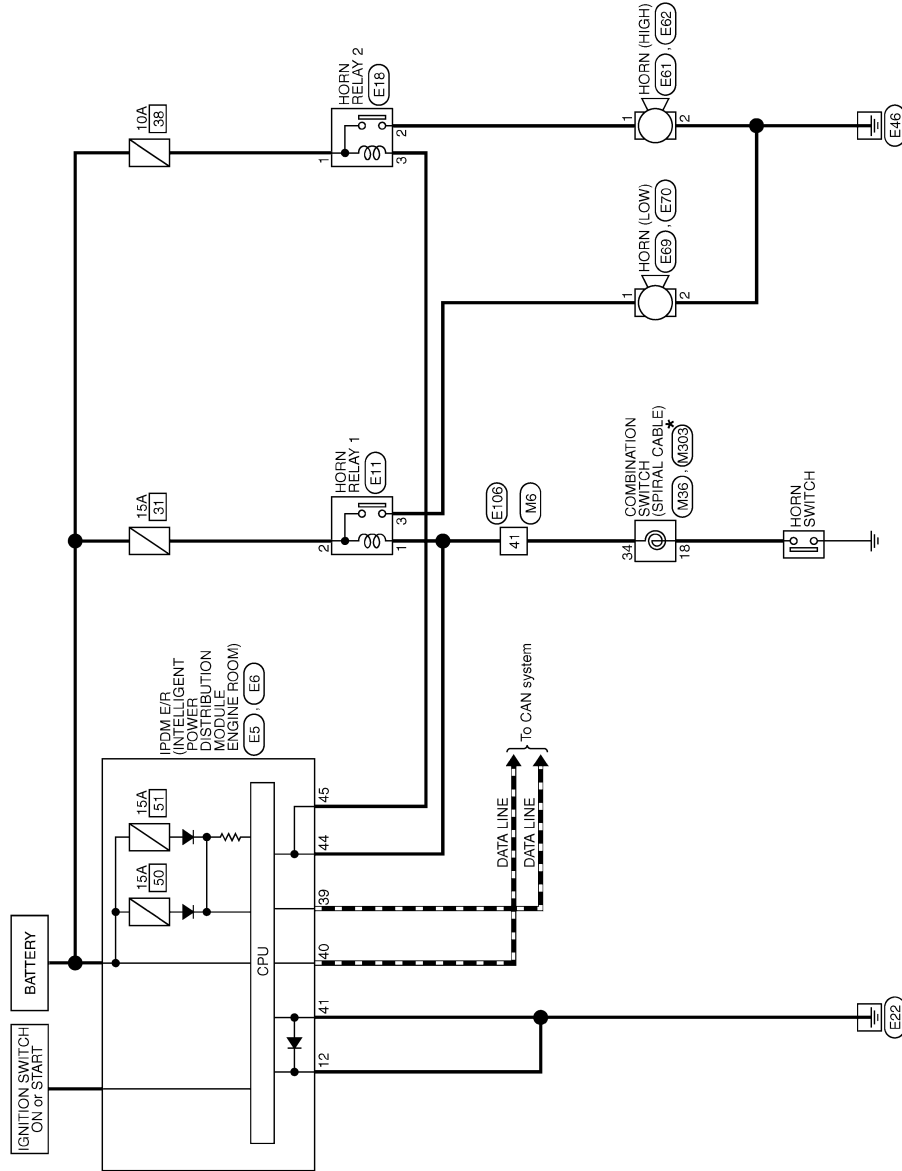 IGNITION SWITCH
ON or START
BATTERY
15A
50
15A
51
CPU
IPDM E/R
(INTELLIGENT
POWER
DISTRIBUTION
MODULE
ENGINE ROOM)
E5 , E6
12
41
40
39
44
45
DATA LINE
DATA LINE
To CAN system
E22
15A
31
2
HORN
RELAY 1
E11
1
3
E106
41
M6
34
COMBINATION
SWITCH
(SPIRAL CABLE)
M36 , M303 *
18
HORN
SWITCH
10A
38
1
HORN
RELAY 2
E18
3
2
1
HORN (LOW)
E69 , E70
2
1
HORN (HIGH)
E61 , E62
2
E46